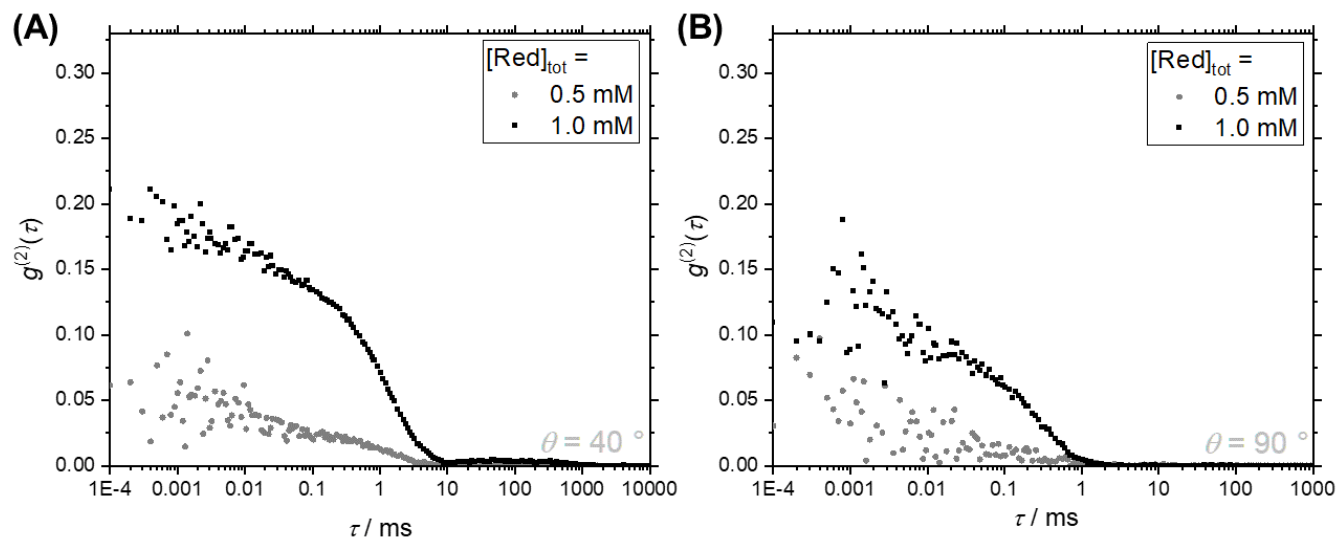 (A)
[Red]tot =
0.5 mM
1.0 mM
0.30
0.25
0.20
0.15
0.10
0.05
0.00
g(2)(τ)
θ = 40 °
1E-4 0.001 0.01 0.1 1 10 100 1000 10000
τ / ms
(B)
[Red]tot =
0.5 mM
1.0 mM
0.30
0.25
0.20
0.15
0.10
0.05
0.00
g(2)(τ)
θ = 90 °
1E-4 0.001 0.01 0.1 1 10 100 1000
τ / ms